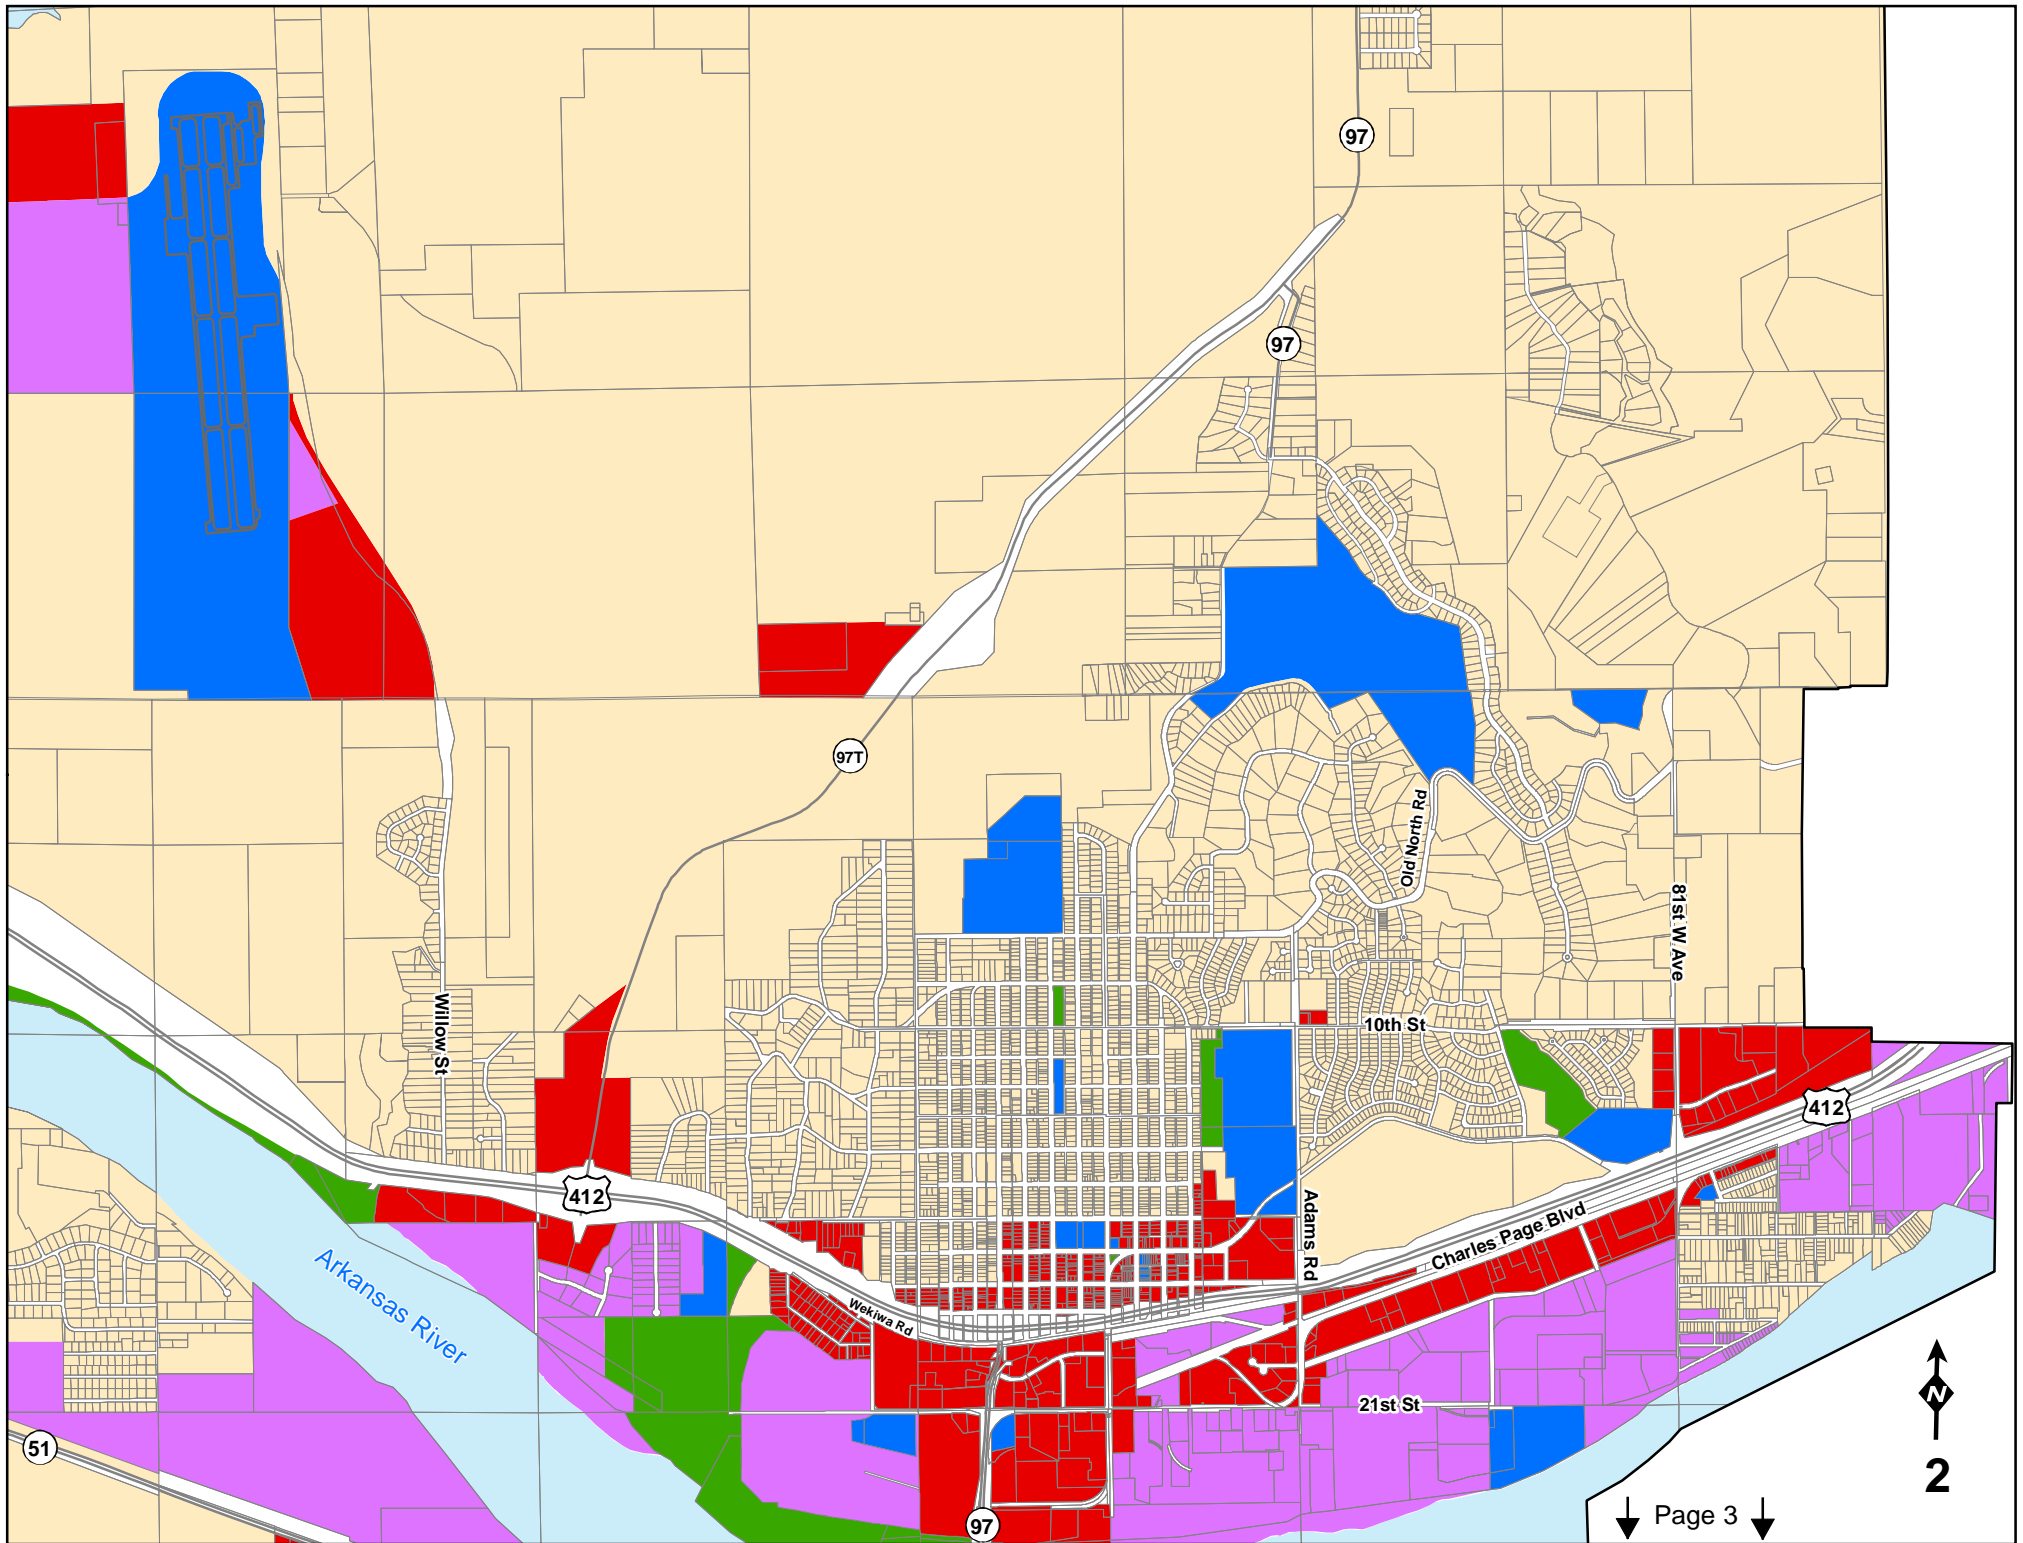 97
97
97T
Old North Rd
81st W Ave
Willow St
10th St
412
412
Adams Rd
Charles Page Blvd
Arkansas River
Wekiwa Rd
21st St
51
N
2
97
Page 3